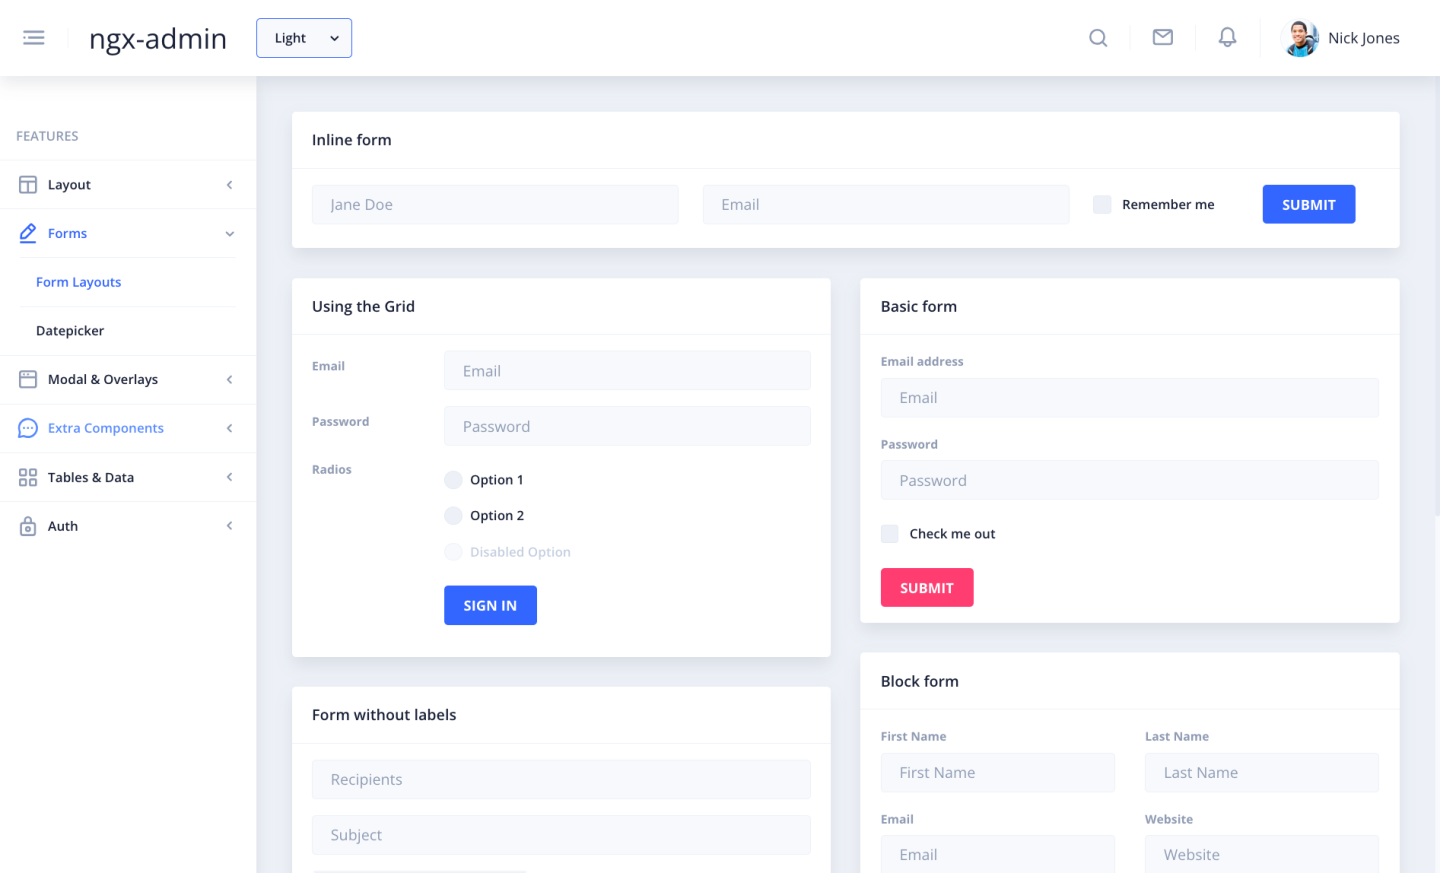 ngx-admin
Light
Nick Jones
FEATURES
Layout
Forms
Form Layouts
Datepicker
Modal & Overlays
Extra Components
Tables & Data
Auth
Inline form
Jane Doe
Email
Remember me
SUBMIT
Using the Grid
Email
Email
Password
Password
Radios
Option 1
Option 2
Disabled Option
SIGN IN
Form without labels
Recipients
Subject
Basic form
Email address
Email
Password
Password
Check me out
SUBMIT
Block form
First Name
Last Name
First Name
Last Name
Email
Website
Email
Website